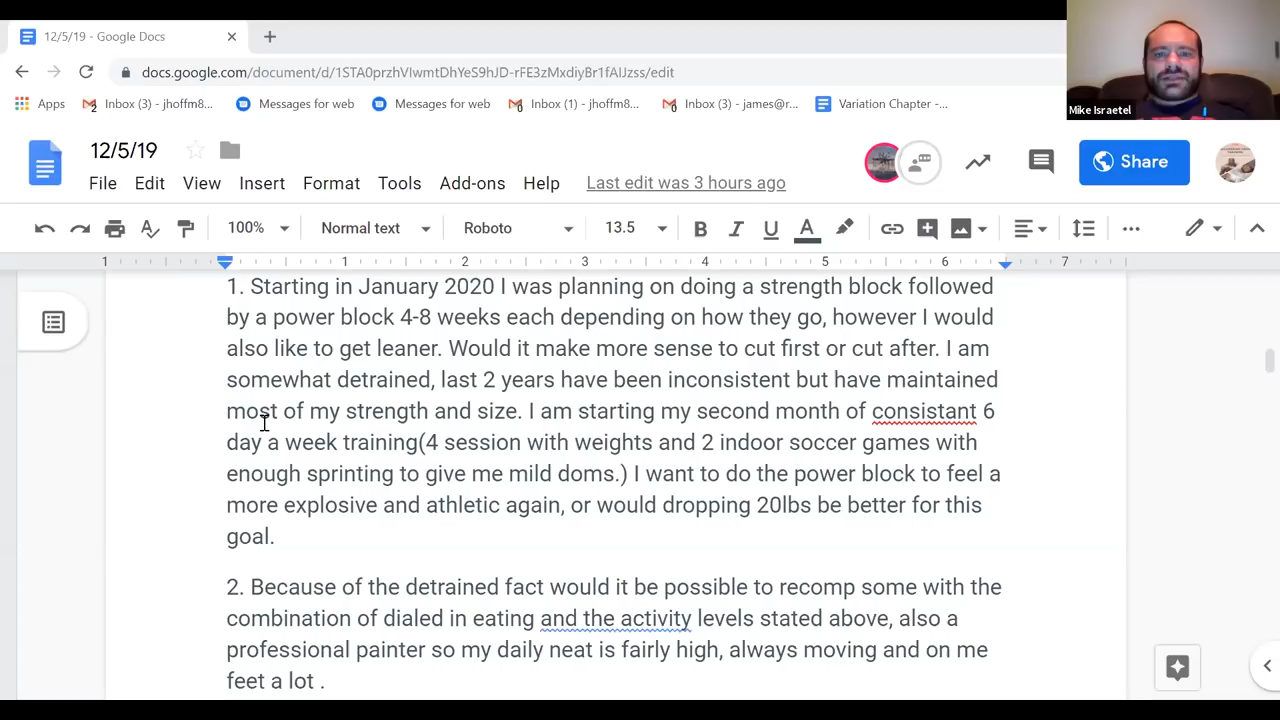 12/5/19 - Google Docs
docs.google.com/document/d/1STA0przhVIwmtDhYeS9hJD-rFE3zMxdiyBr1fAIJzss/edit
Apps
Inbox (3) - jhoffm8...
Messages for web
Messages for web
Inbox (1) - jhoffm8...
Inbox (3) - james@r...
Variation Chapter -...
Mike Israetel
12/5/19
Share
File Edit View Insert Format Tools Add-ons Help Last edit was 3 hours ago
100% Normal text Roboto 13.5 B I U A
1 1 2 3 4 5 6 7
1. Starting in January 2020 I was planning on doing a strength block followed
by a power block 4-8 weeks each depending on how they go, however I would
also like to get leaner. Would it make more sense to cut first or cut after. I am
somewhat detrained, last 2 years have been inconsistent but have maintained
most of my strength and size. I am starting my second month of consistant 6
day a week training(4 session with weights and 2 indoor soccer games with
enough sprinting to give me mild doms.) I want to do the power block to feel a
more explosive and athletic again, or would dropping 20lbs be better for this
goal.
2. Because of the detrained fact would it be possible to recomp some with the
combination of dialed in eating and the activity levels stated above, also a
professional painter so my daily neat is fairly high, always moving and on me
feet a lot .